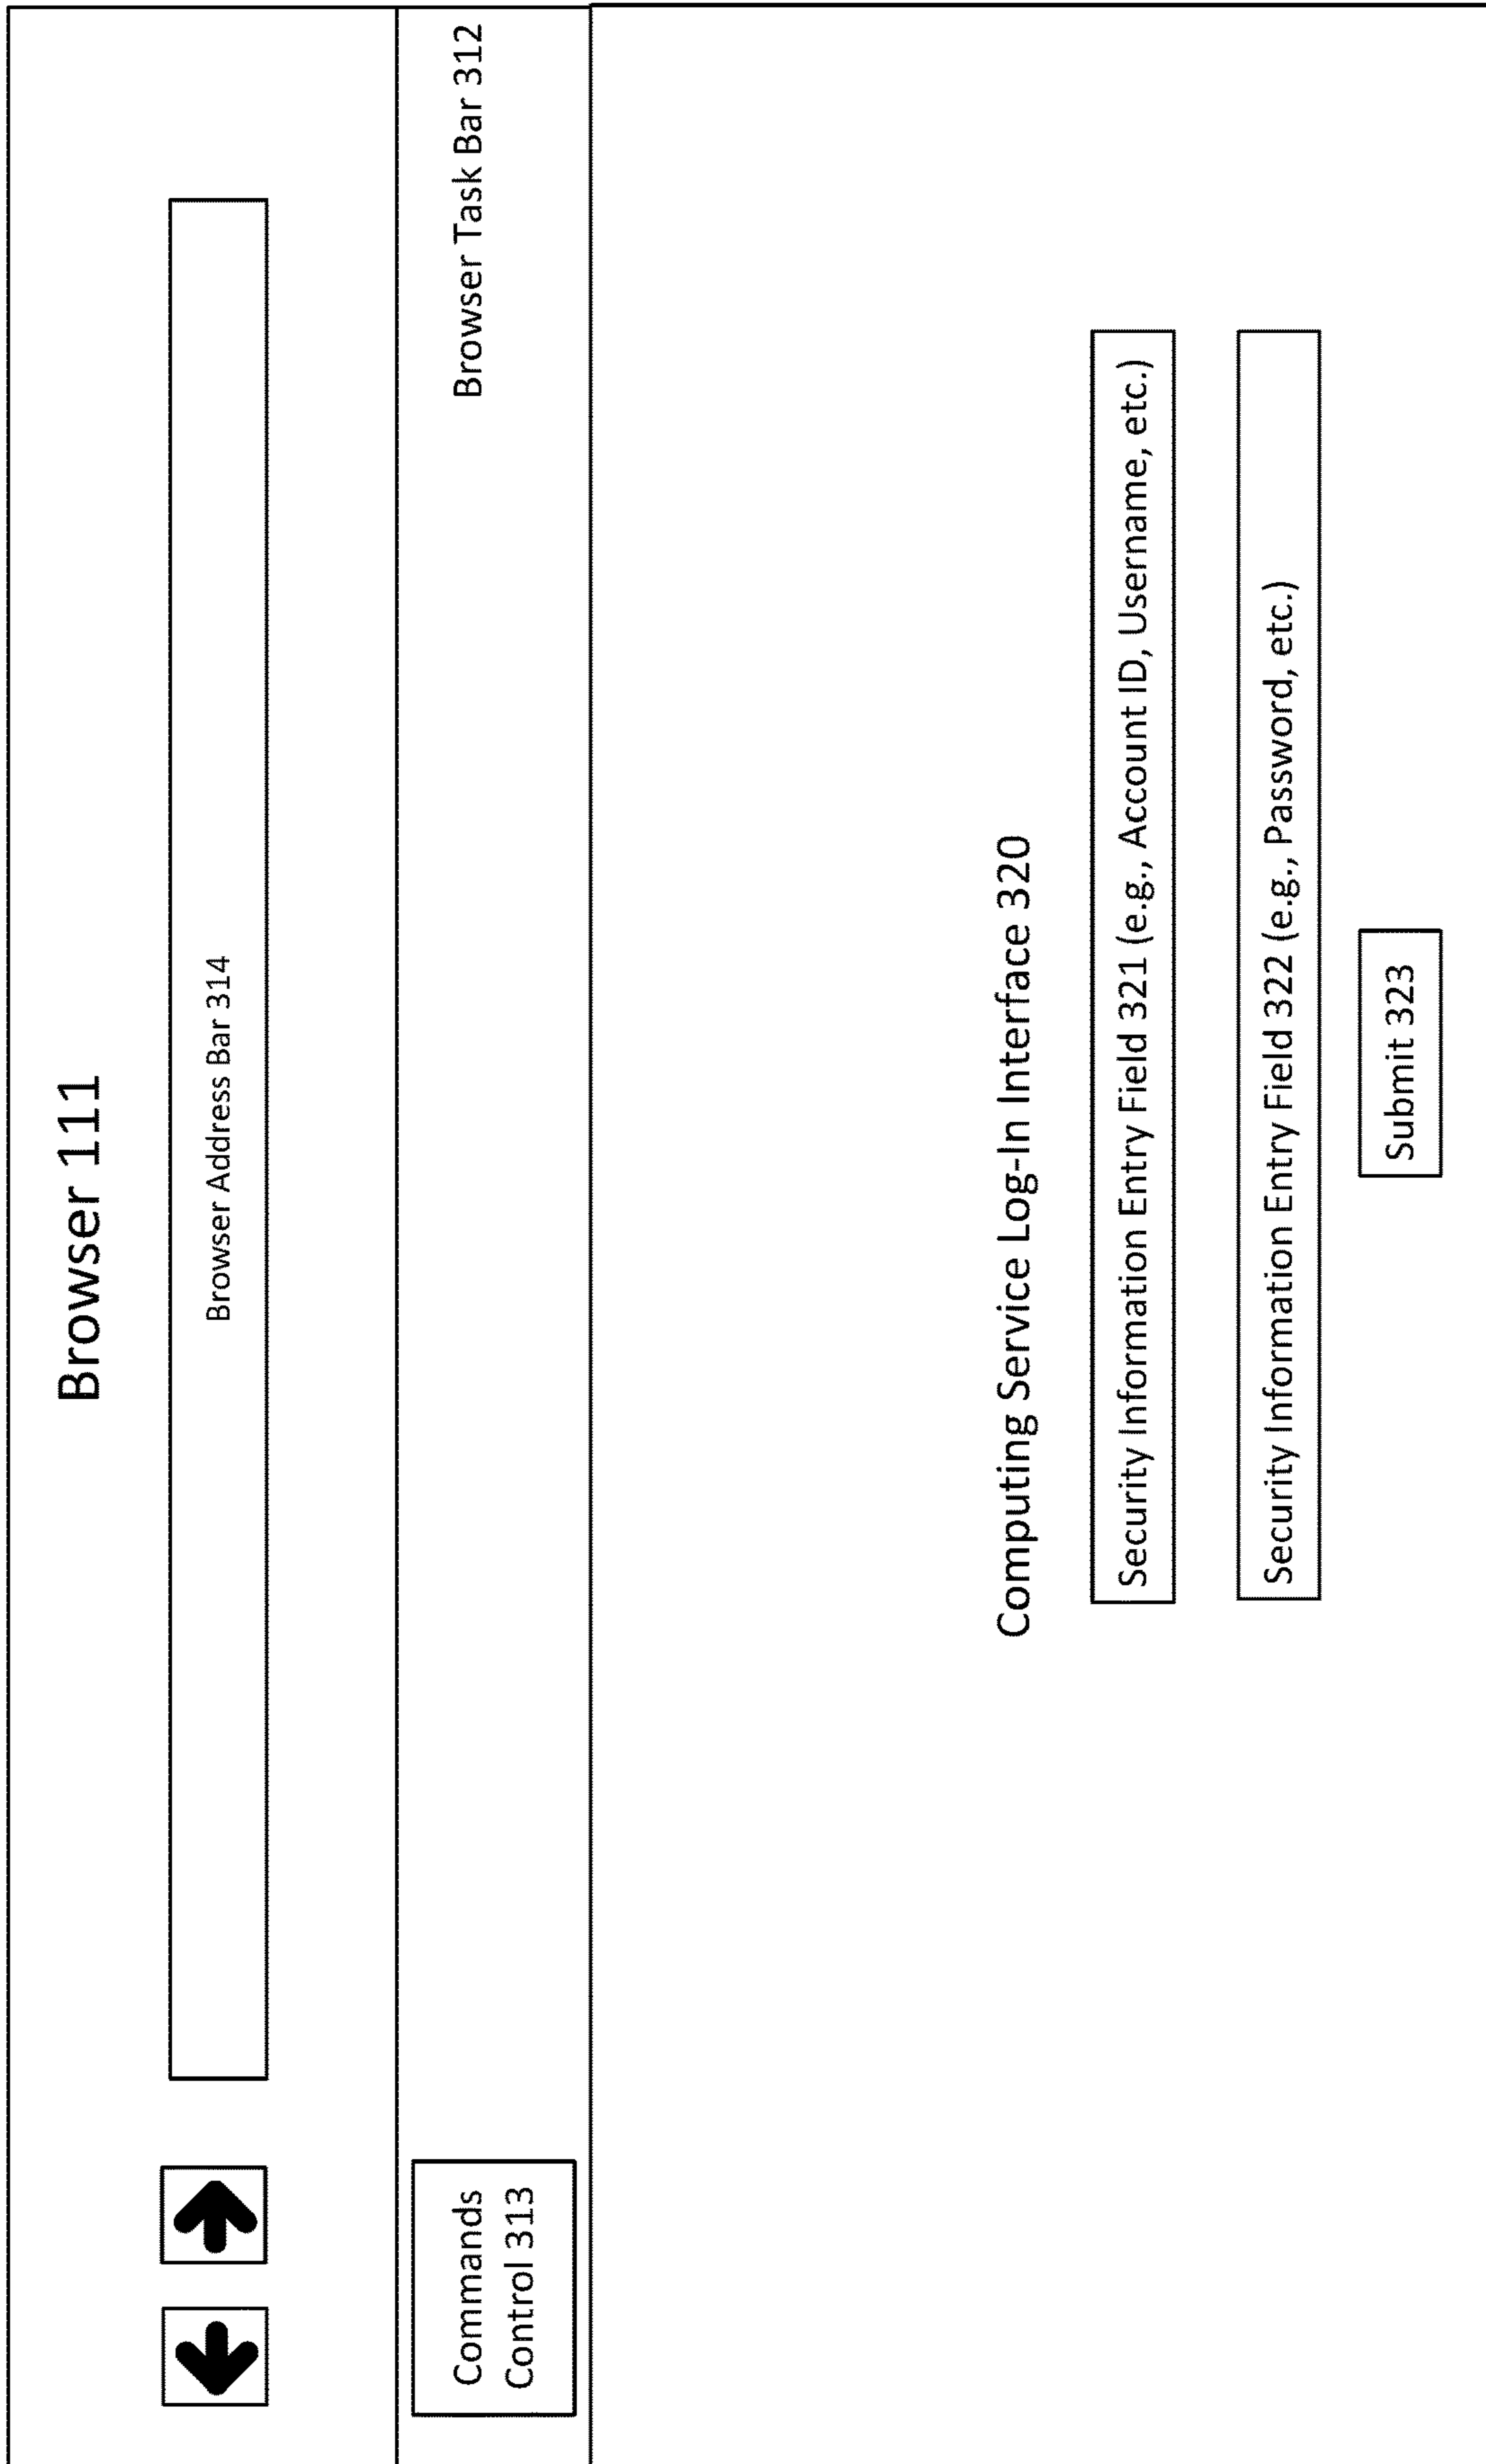 Browser 111
Browser Address Bar 314
Commands
Control 313
Browser Task Bar 312
Computing Service Log-In Interface 320
Security Information Entry Field 321 (e.g., Account ID, Username, etc.)
Security Information Entry Field 322 (e.g., Password, etc.)
Submit 323